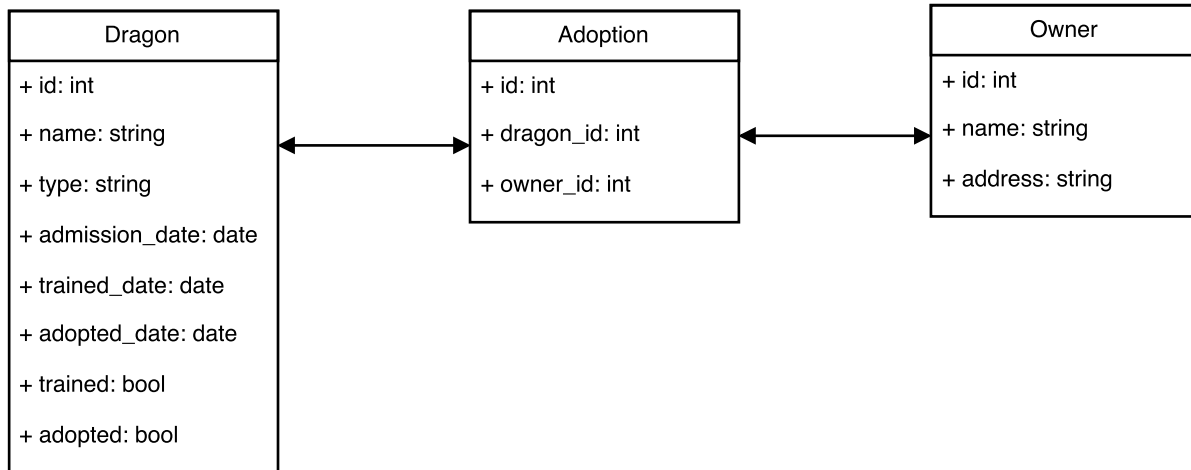 Dragon
+ id: int
+ name: string
+ type: string
+ admission_date: date
+ trained_date: date
+ adopted_date: date
+ trained: bool
+ adopted: bool
Adoption
+ id: int
+ dragon_id: int
+ owner_id: int
Owner
+ id: int
+ name: string
+ address: string